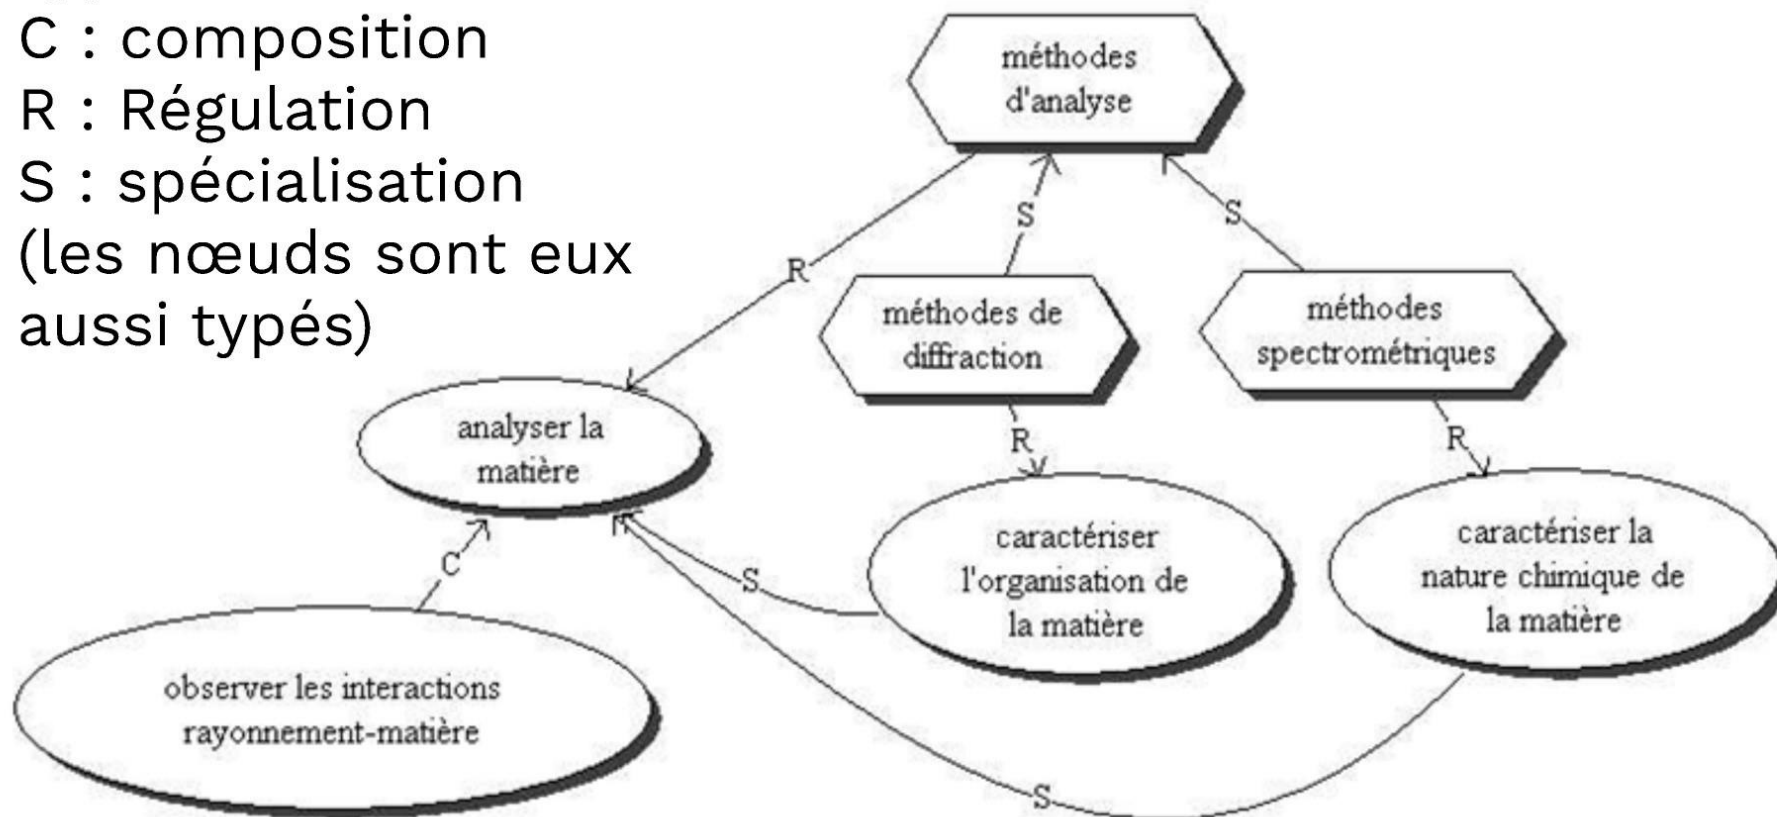 C : composition
R : Régulation
S : spécialisation
(les nœuds sont eux
aussi typés)
méthodes
d'analyse
S
S
R
méthodes de
diffraction
méthodes
spectrométriques
analyser la
matière
R
R
caractériser
l'organisation de
la matière
caractériser la
nature chimique de
la matière
C
S
observer les interactions
rayonnement-matière
S